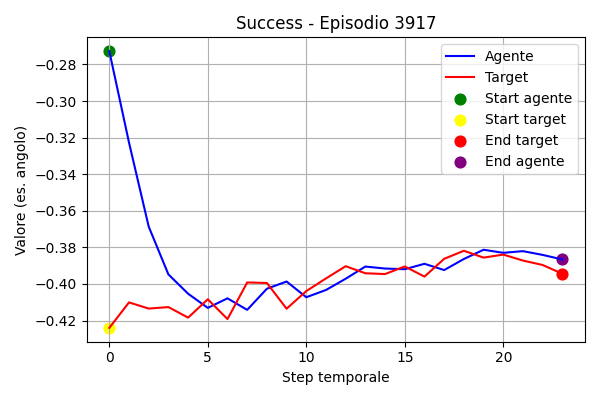 Success - Episodio 3917
Agente
Target
Start agente
Start target
End target
End agente
Valore (es. angolo)
−0.28
−0.30
−0.32
−0.34
−0.36
−0.38
−0.40
−0.42
0
5
10
15
20
Step temporale